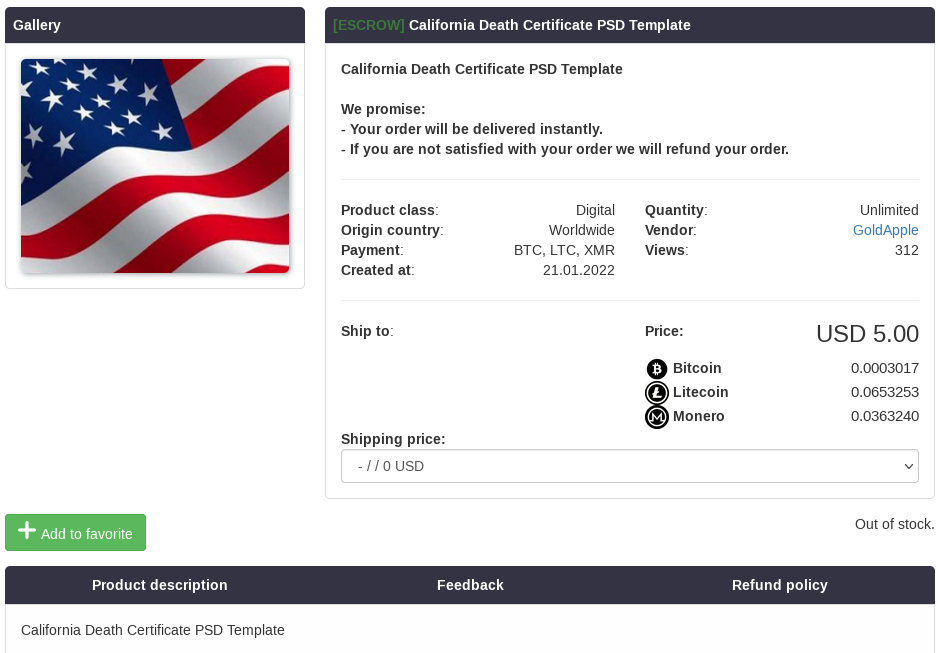 Gallery
[ESCROW] California Death Certificate PSD Template
California Death Certificate PSD Template
We promise:
- Your order will be delivered instantly.
- If you are not satisfied with your order we will refund your order.
Product class: Digital
Origin country: Worldwide
Payment: BTC, LTC, XMR
Created at: 21.01.2022
Quantity: Unlimited
Vendor: GoldApple
Views: 312
Ship to:
Price: USD 5.00
Bitcoin 0.0003017
Litecoin 0.0653253
Monero 0.0363240
Shipping price:
- / / 0 USD
Add to favorite
Out of stock.
Product description Feedback Refund policy
California Death Certificate PSD Template